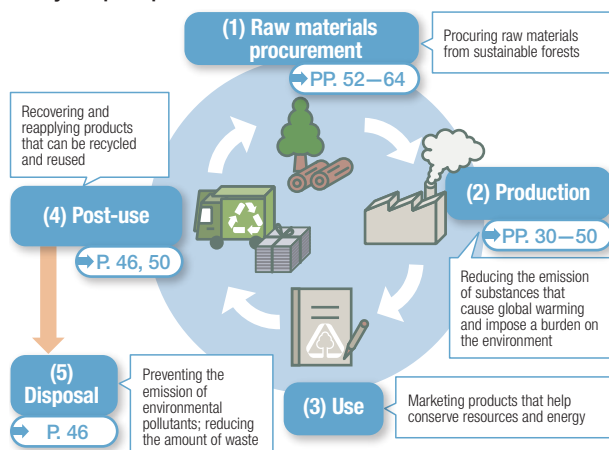 (1) Raw materials
procurement
PP. 52—64
Procuring raw materials
from sustainable forests
(2) Production
PP. 30—50
Reducing the emission
of substances that
cause global warming
and impose a burden on
the environment
(3) Use
Marketing products that help
conserve resources and energy
Recovering and
reapplying products
that can be recycled
and reused
(4) Post-use
P. 46, 50
(5)
Disposal
P. 46
Preventing the
emission of
environmental
pollutants; reducing
the amount of waste